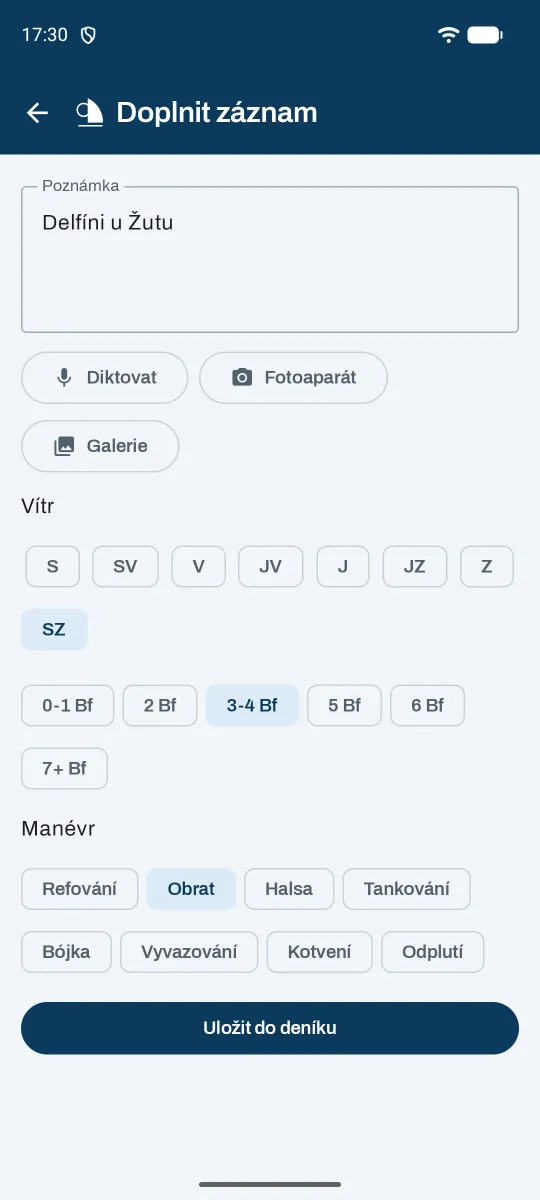 17:30
Doplnit záznam
Poznámka
Delfíni u Žutu
Diktovat Fotoaparát
Galerie
Vítr
S SV V JV J JZ Z
SZ
0-1 Bf 2 Bf 3-4 Bf 5 Bf 6 Bf
7+ Bf
Manévr
Refování Obrat Halsa Tankování
Bójka Vyvazování Kotvení Odplutí
Uložit do deníku